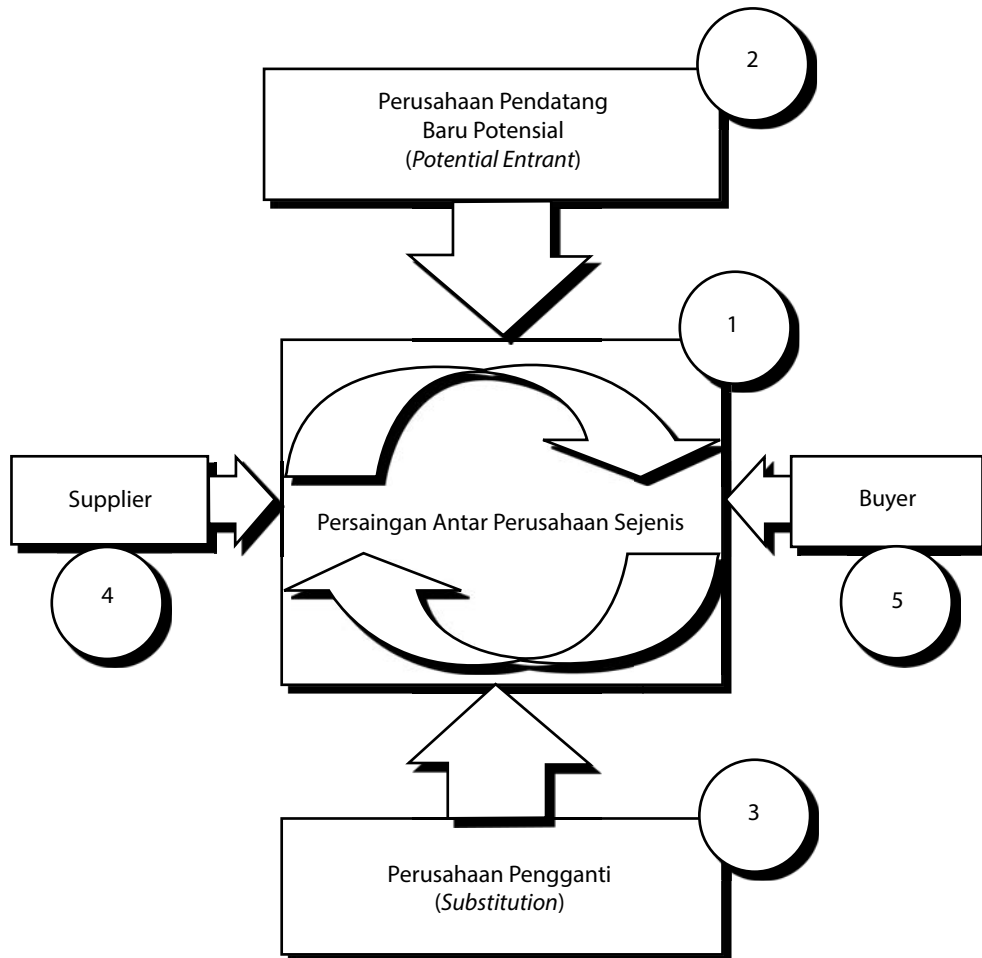 2
Perusahaan Pendatang
Baru Potensial
(Potential Entrant)
1
Supplier
Persaingan Antar Perusahaan Sejenis
Buyer
4
5
3
Perusahaan Pengganti
(Substitution)